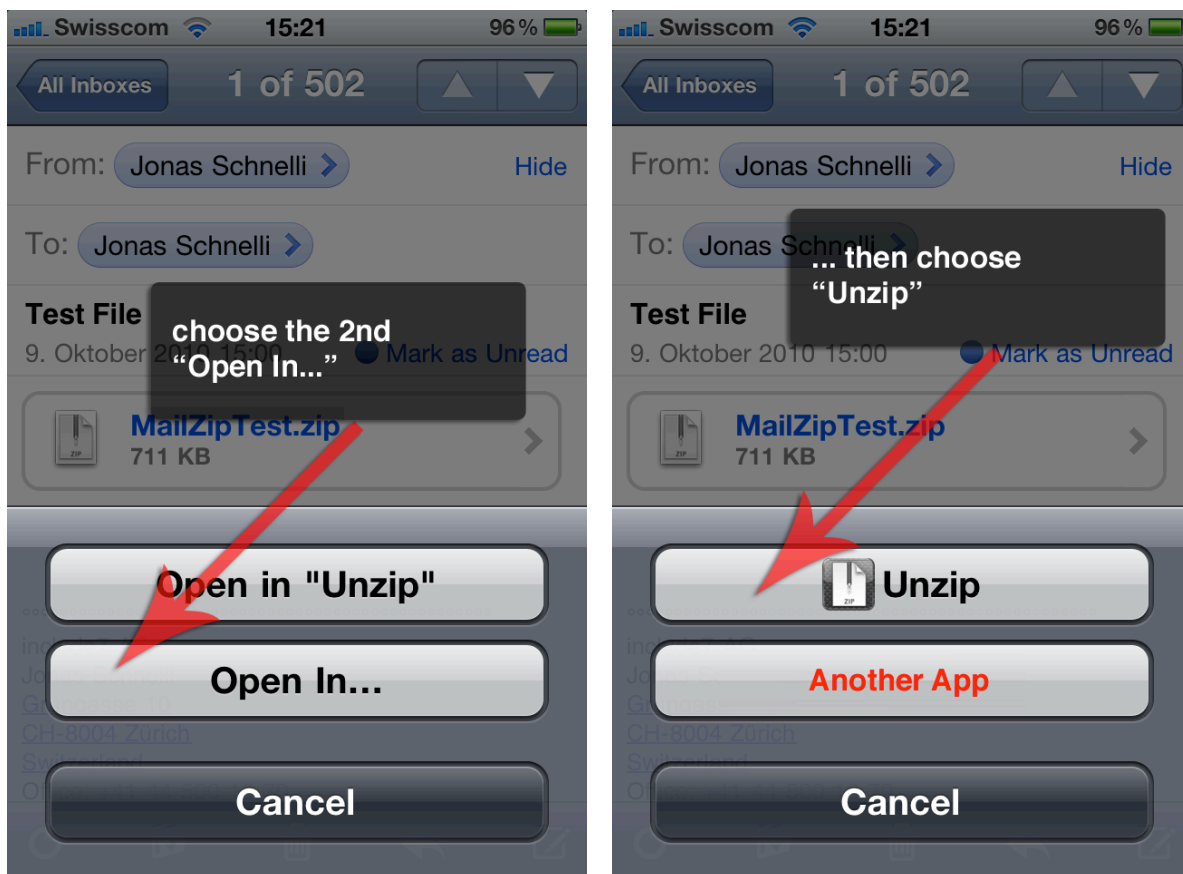 Swisscom 15:21 96%
All Inboxes 1 of 502
From: Jonas Schnelli Hide
To: Jonas Schnelli
Test File
choose the 2nd
“Open In...”
9. Oktober 2010 15:00 Mark as Unread
MailZipTest.zip
ZIP 711 KB
Open in "Unzip"
Open In...
CH-8004 Zürich
Switzerland
Cancel
Swisscom 15:21 96%
All Inboxes 1 of 502
From: Jonas Schnelli Hide
To: Jonas Schnelli
... then choose
“Unzip”
Test File
9. Oktober 2010 15:00 Mark as Unread
MailZipTest.zip
ZIP 711 KB
ZIP Unzip
Another App
CH-8004 Zürich
Cancel